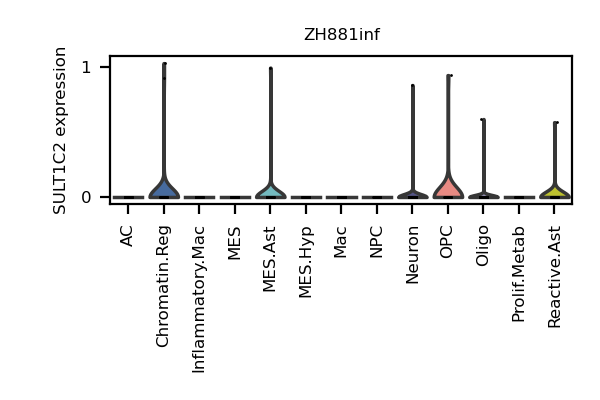 ZH881inf
SULT1C2 expression
1
0
AC
Chromatin.Reg
Inflammatory.Mac
MES
MES.Ast
MES.Hyp
Mac
NPC
Neuron
OPC
Oligo
Prolif.Metab
Reactive.Ast